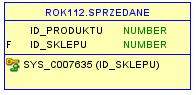 ROK112.SPRZEDANE
ID_PRODUKTU NUMBER
F ID_SKLEPU NUMBER
SYS_C007635 (ID_SKLEPU)